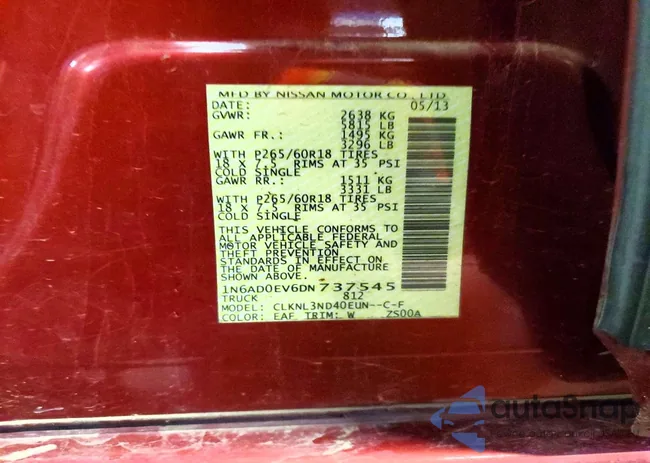 MFD BY NISSAN MOTOR CO., LTD
DATE: 05/13
GVWR: 2638 KG
5815 LB
GAWR FR.: 1495 KG
3296 LB
WITH P265/60R18 TIRES
18 X 7.5 RIMS AT 35 PSI
COLD SINGLE
GAWR RR.: 1511 KG
3331 LB
WITH P265/60R18 TIRES
18 X 7.5 RIMS AT 35 PSI
COLD SINGLE
THIS VEHICLE CONFORMS TO
ALL APPLICABLE FEDERAL
MOTOR VEHICLE SAFETY AND
THEFT PREVENTION
STANDARDS IN EFFECT ON
THE DATE OF MANUFACTURE
SHOWN ABOVE.
1N6AD0EV6DN737545
TRUCK 812
MODEL: CLKNL3ND40EUN--C-F
COLOR: EAF TRIM: W ZS00A
autaSnap